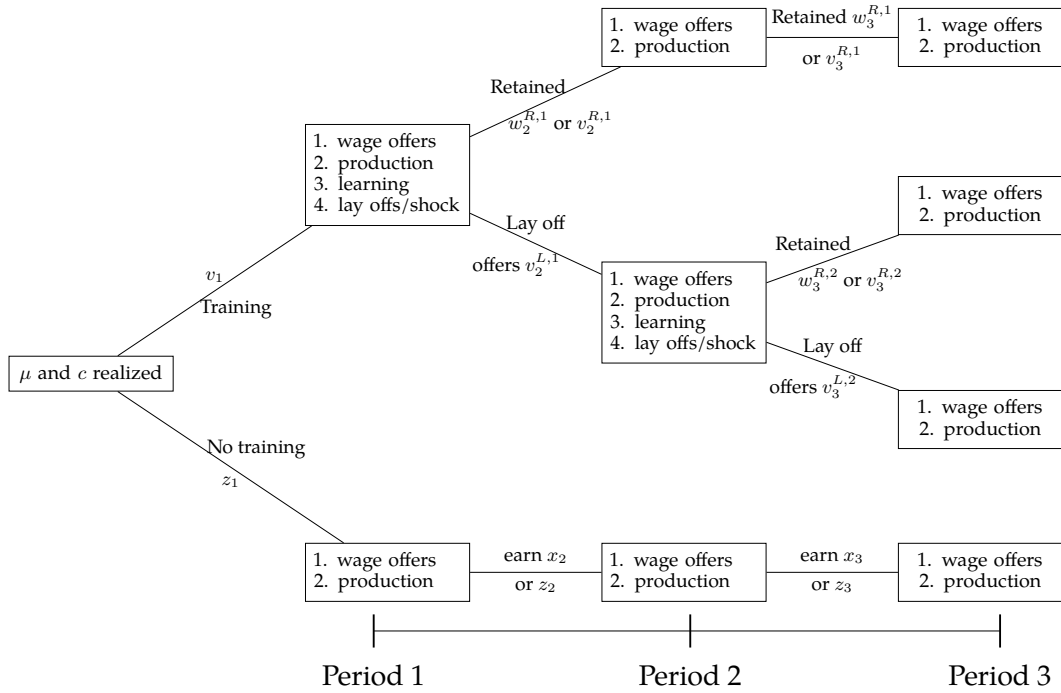 1. wage offers
2. production
Retained $w_3^{R,1}$
or $v_3^{R,1}$
1. wage offers
2. production
Retained
$w_2^{R,1}$ or $v_2^{R,1}$
1. wage offers
2. production
3. learning
4. lay offs/shock
Lay off
offers $v_2^{L,1}$
1. wage offers
2. production
3. learning
4. lay offs/shock
Retained
$w_3^{R,2}$ or $v_3^{R,2}$
1. wage offers
2. production
Lay off
offers $v_3^{L,2}$
1. wage offers
2. production
$v_1$
Training
$\mu$ and $c$ realized
No training
$z_1$
1. wage offers
2. production
earn $x_2$
or $z_2$
1. wage offers
2. production
earn $x_3$
or $z_3$
1. wage offers
2. production
Period 1
Period 2
Period 3